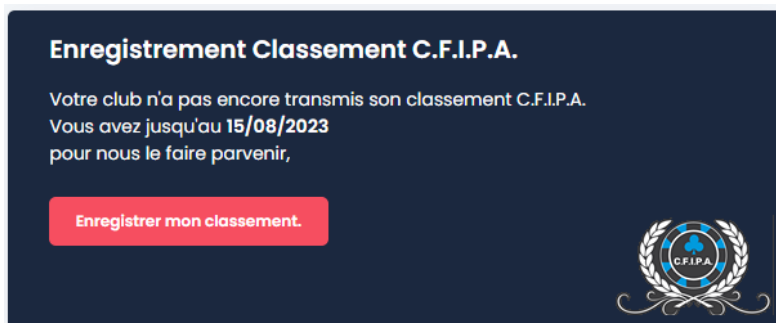 Enregistrement Classement C.F.I.P.A.
Votre club n'a pas encore transmis son classement C.F.I.P.A.
Vous avez jusqu'au 15/08/2023
pour nous le faire parvenir,
Enregistrer mon classement.
C.F.I.P.A.